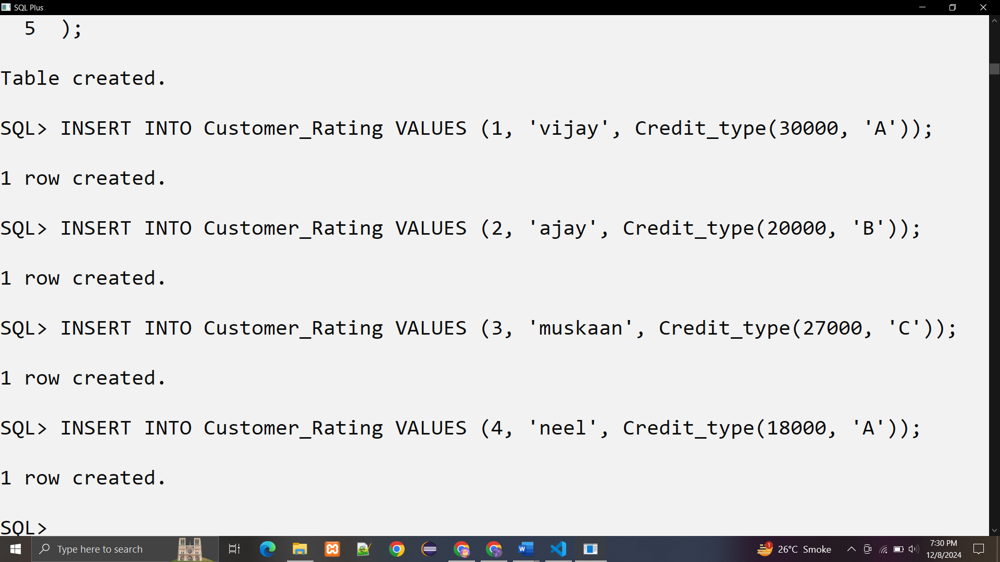 SQL Plus
5 );
Table created.
SQL> INSERT INTO Customer_Rating VALUES (1, 'vijay', Credit_type(30000, 'A'));
1 row created.
SQL> INSERT INTO Customer_Rating VALUES (2, 'ajay', Credit_type(20000, 'B'));
1 row created.
SQL> INSERT INTO Customer_Rating VALUES (3, 'muskaan', Credit_type(27000, 'C'));
1 row created.
SQL> INSERT INTO Customer_Rating VALUES (4, 'neel', Credit_type(18000, 'A'));
1 row created.
SQL>
Type here to search
1
26°C Smoke
7:30 PM
12/8/2024